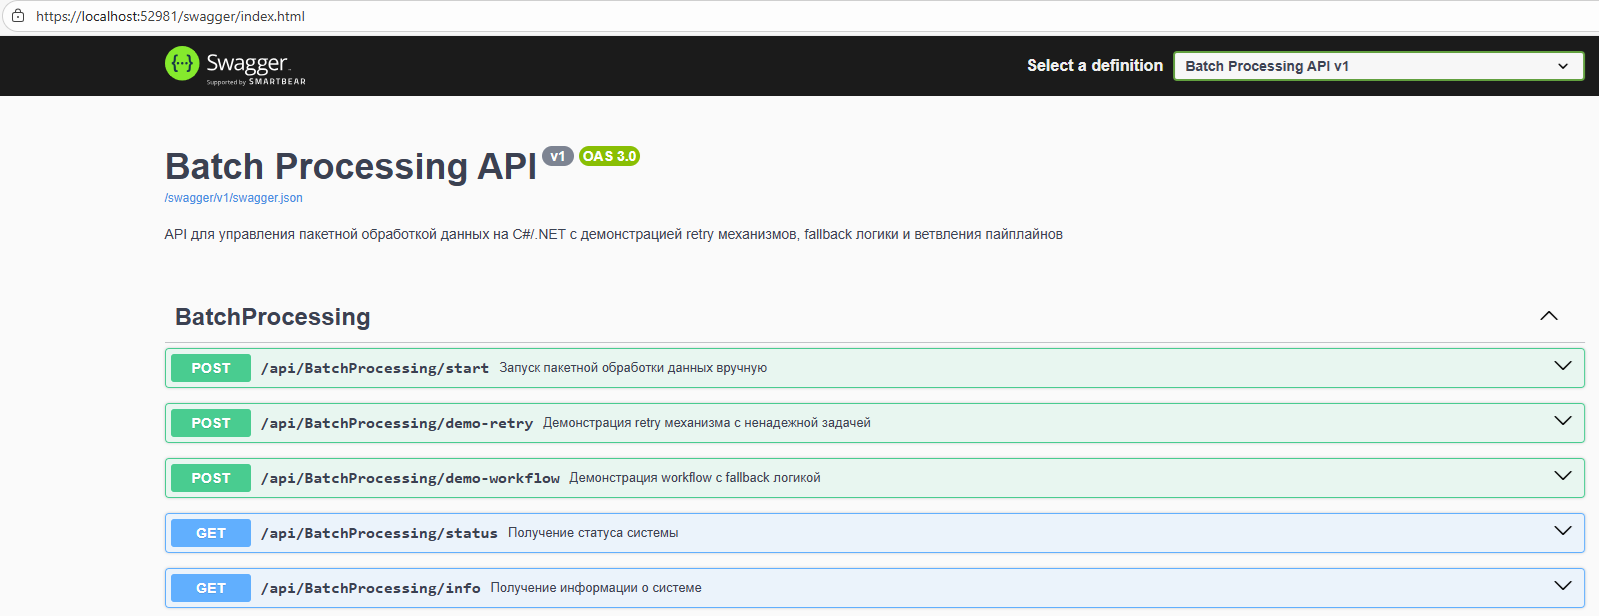 https://localhost:52981/swagger/index.html
Swagger
Supported by SMARTBEAR
Select a definition
Batch Processing API v1
Batch Processing API v1 OAS 3.0
/swagger/v1/swagger.json
API для управления пакетной обработкой данных на C#/.NET с демонстрацией retry механизмов, fallback логики и ветвления пайплайнов
BatchProcessing
POST /api/BatchProcessing/start Запуск пакетной обработки данных вручную
POST /api/BatchProcessing/demo-retry Демонстрация retry механизма с ненадежной задачей
POST /api/BatchProcessing/demo-workflow Демонстрация workflow с fallback логикой
GET /api/BatchProcessing/status Получение статуса системы
GET /api/BatchProcessing/info Получение информации о системе